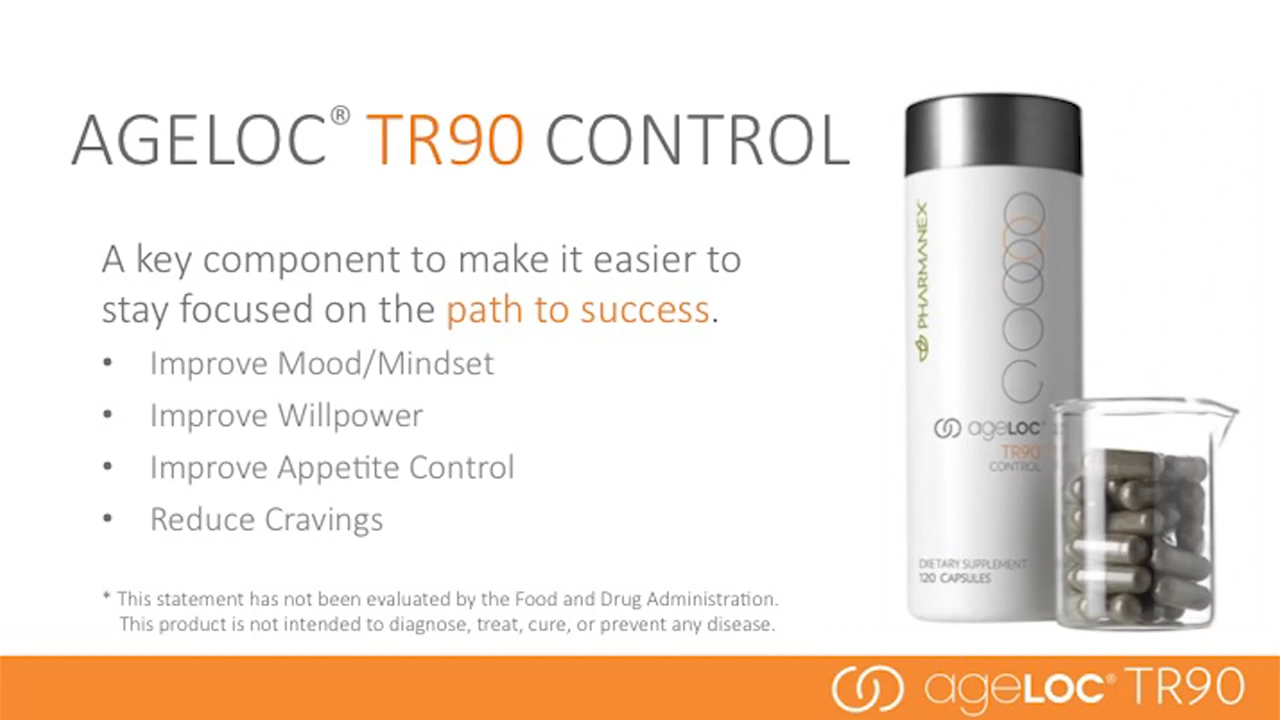 AGELOC® TR90 CONTROL
A key component to make it easier to
stay focused on the path to success.
• Improve Mood/Mindset
• Improve Willpower
• Improve Appetite Control
• Reduce Cravings
* This statement has not been evaluated by the Food and Drug Administration.
This product is not intended to diagnose, treat, cure, or prevent any disease.
PHARMANEX
ageLOC®
TR90
CONTROL
DIETARY SUPPLEMENT
120 CAPSULES
ageLOC® TR90